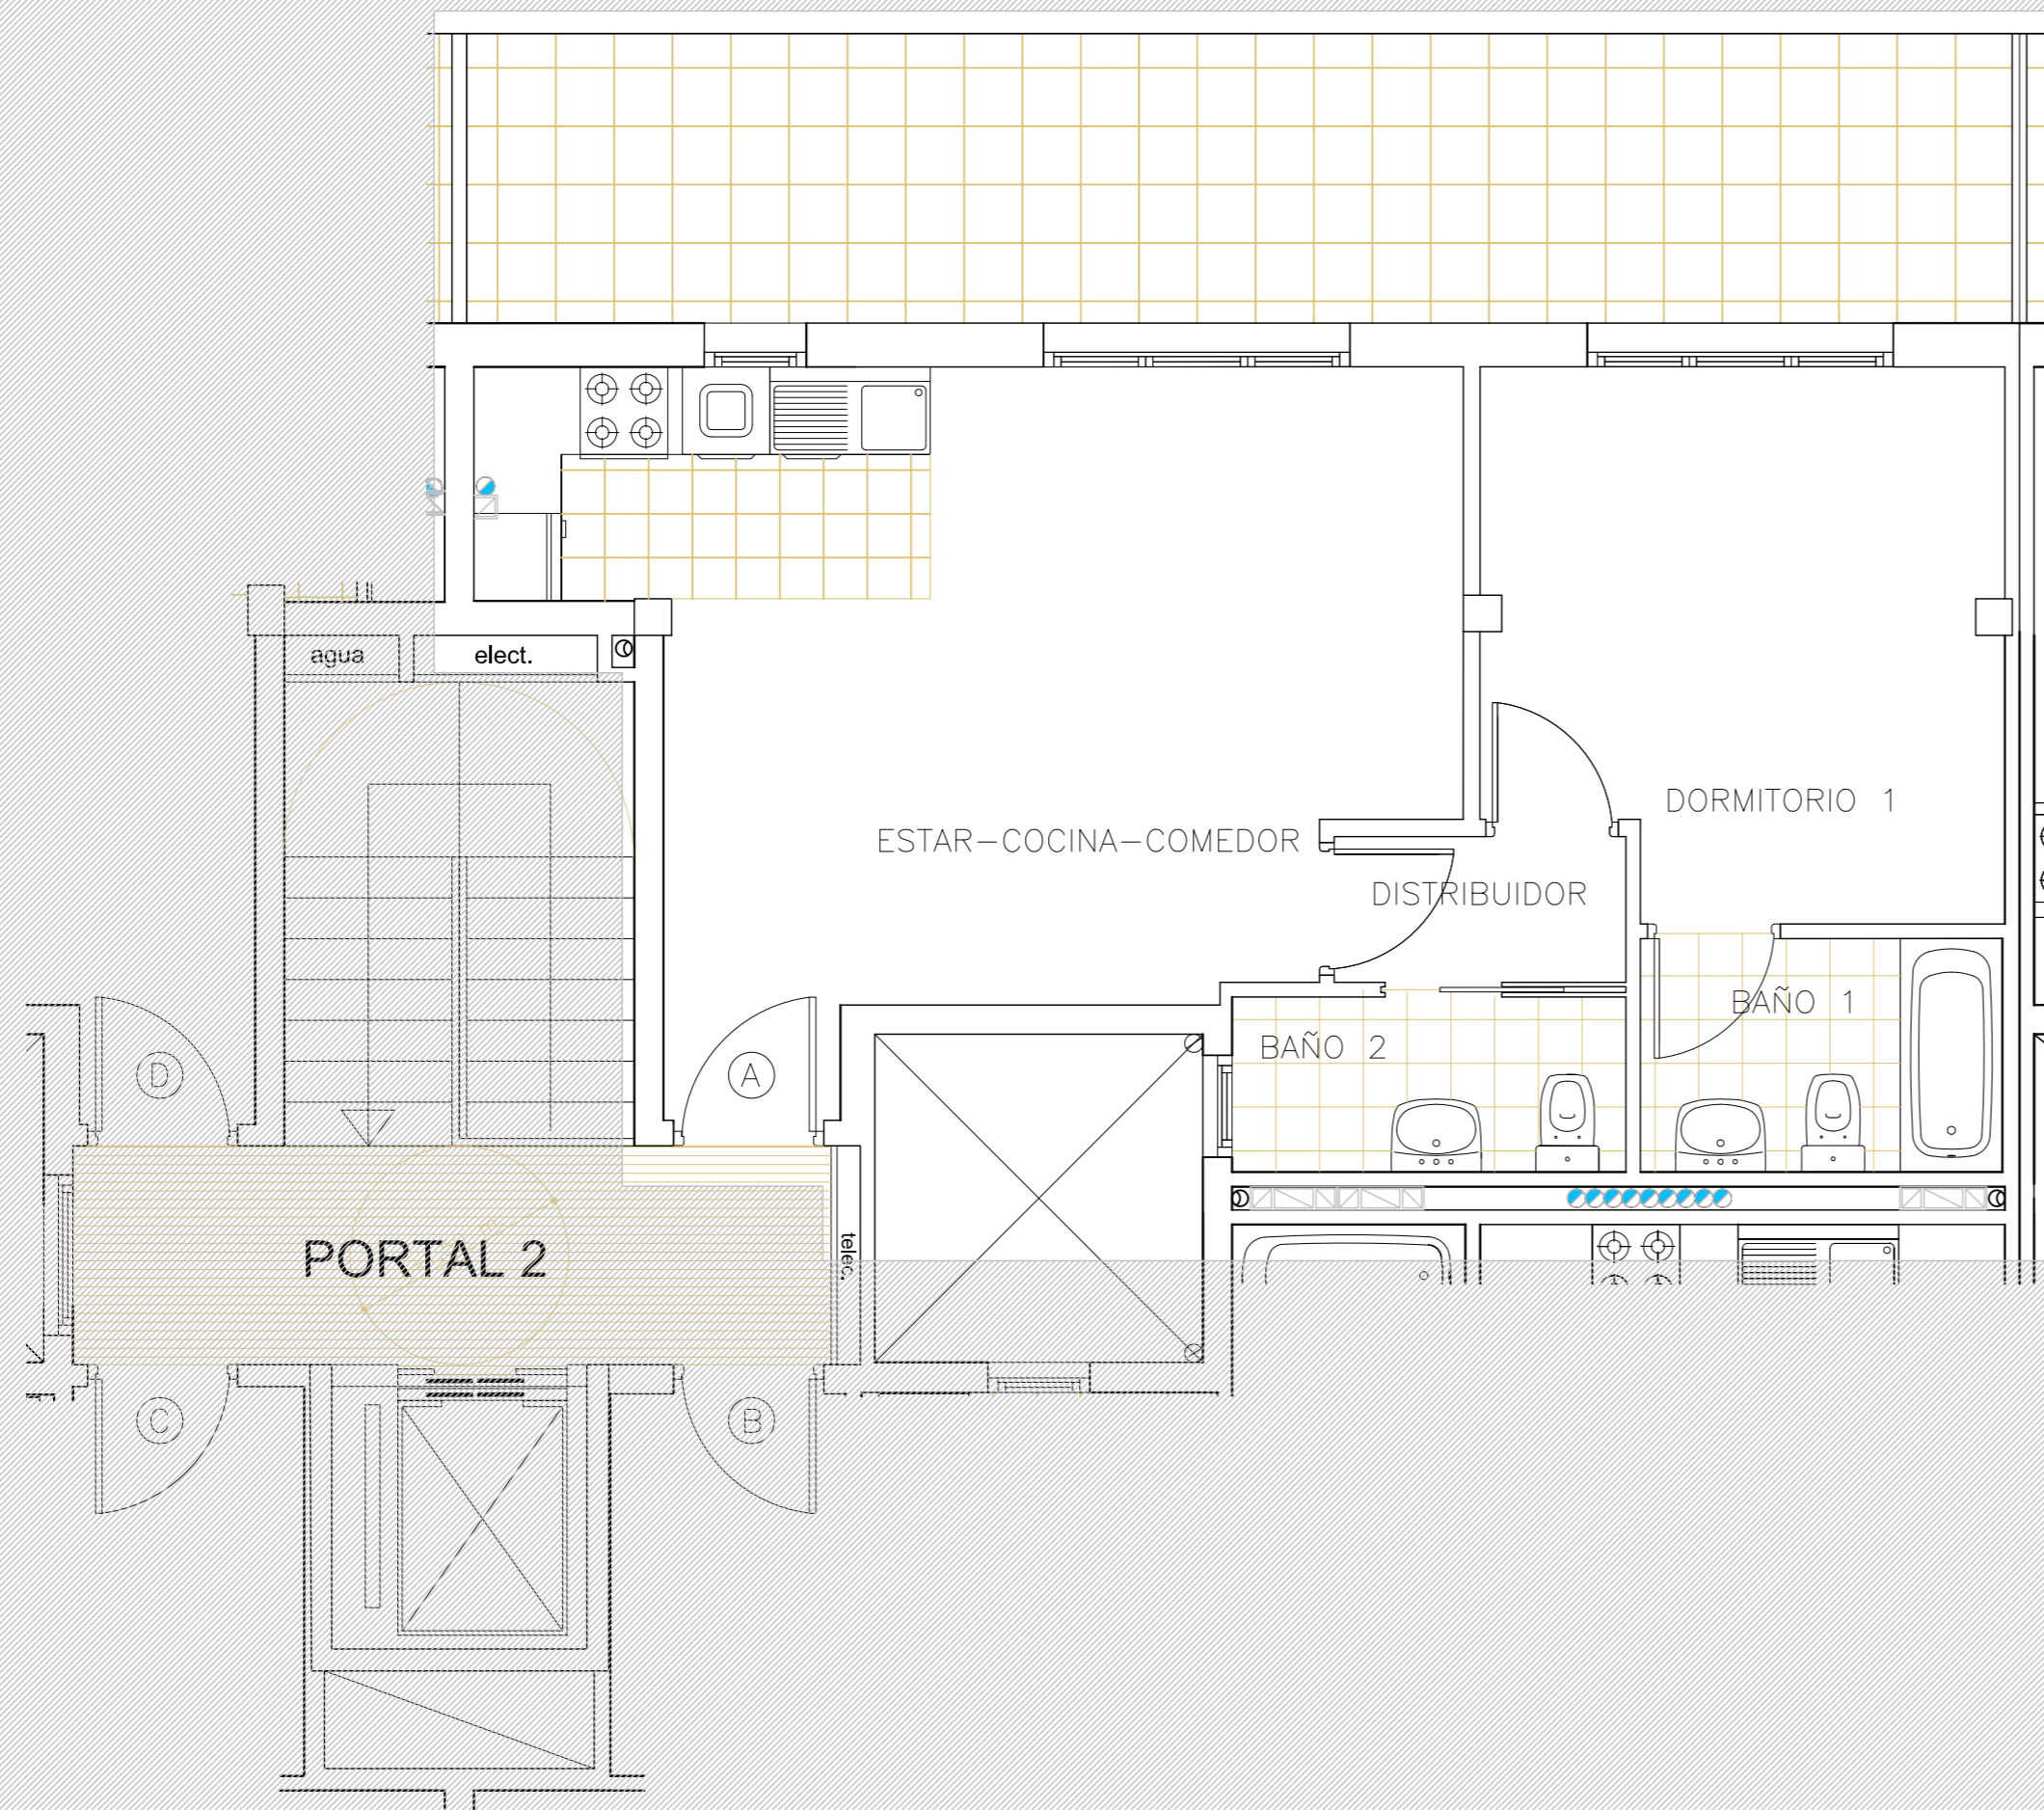 agua
elect.
DORMITORIO 1
ESTAR-COCINA-COMEDOR
DISTRIBUIDOR
BAÑO 1
BAÑO 2
D
A
telec.
PORTAL 2
C
B